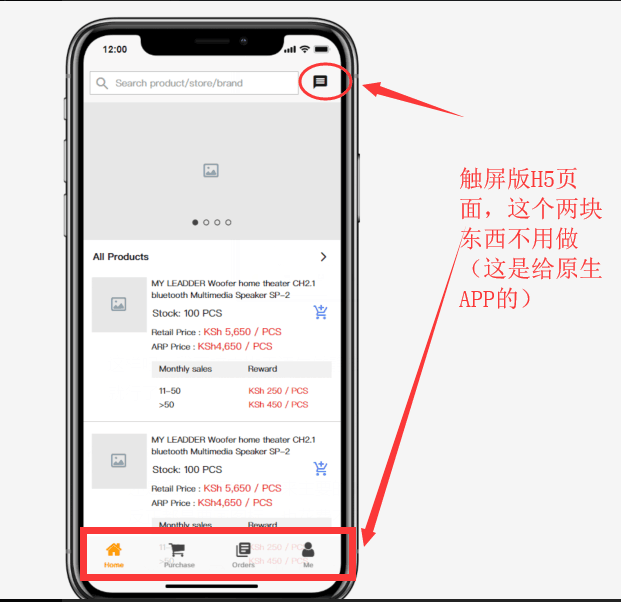 12:00
Search product/store/brand
All Products
MY LEADDER Woofer home theater CH2.1
bluetooth Multimedia Speaker SP-2
Stock: 100 PCS
Retail Price : KSh 5,650 / PCS
ARP Price : KSh4,650 / PCS
Monthly sales Reward
11-50 KSh 250 / PCS
>50 KSh 450 / PCS
MY LEADDER Woofer home theater CH2.1
bluetooth Multimedia Speaker SP-2
Stock: 100 PCS
Retail Price : KSh 5,650 / PCS
ARP Price : KSh4,650 / PCS
Monthly sales Reward
11-50 KSh 250 / PCS
>50 KSh 450 / PCS
Home Purchase Orders Me
触屏版H5页
面，这个两块
东西不用做
（这是给原生
APP的）